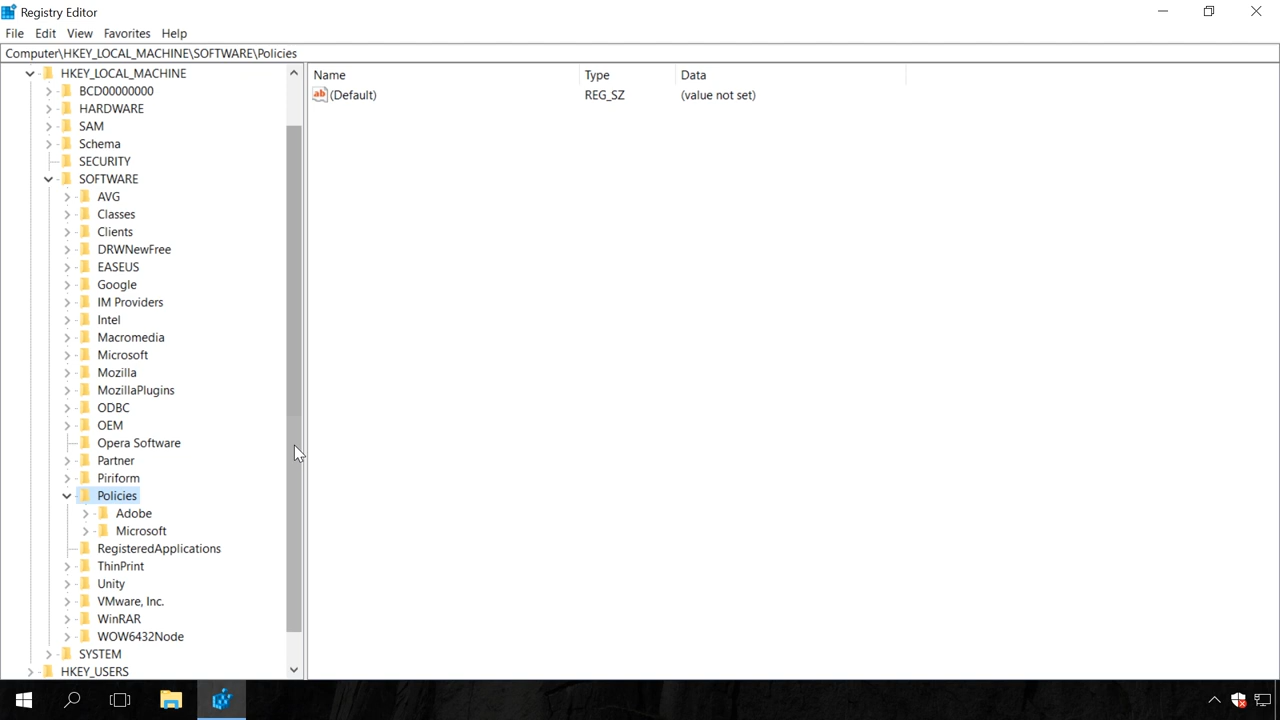 Registry Editor
File Edit View Favorites Help
Computer\HKEY_LOCAL_MACHINE\SOFTWARE\Policies
HKEY_LOCAL_MACHINE
BCD00000000
HARDWARE
SAM
Schema
SECURITY
SOFTWARE
AVG
Classes
Clients
DRWNewFree
EASEUS
Google
IM Providers
Intel
Macromedia
Microsoft
Mozilla
MozillaPlugins
ODBC
OEM
Opera Software
Partner
Piriform
Policies
Adobe
Microsoft
RegisteredApplications
ThinPrint
Unity
VMware, Inc.
WinRAR
WOW6432Node
SYSTEM
HKEY_USERS
Name Type Data
ab (Default) REG_SZ (value not set)